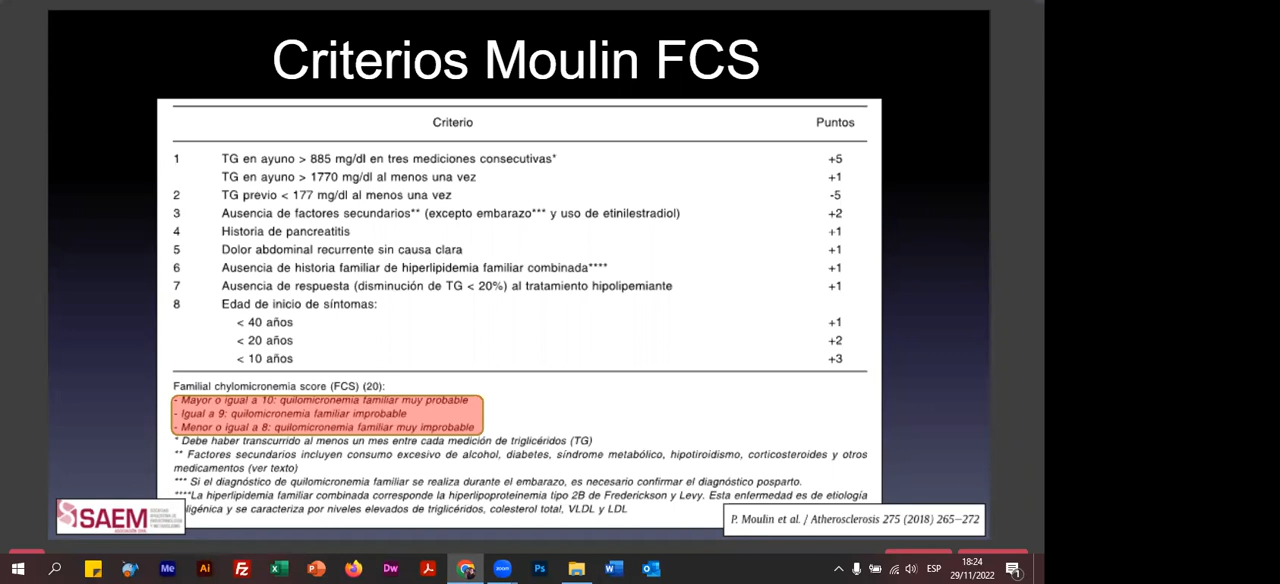 Criterios Moulin FCS
Criterio Puntos
1 TG en ayuno > 885 mg/dl en tres mediciones consecutivas* +5
TG en ayuno > 1770 mg/dl al menos una vez +1
2 TG previo < 177 mg/dl al menos una vez -5
3 Ausencia de factores secundarios** (excepto embarazo*** y uso de etinilestradiol) +2
4 Historia de pancreatitis +1
5 Dolor abdominal recurrente sin causa clara +1
6 Ausencia de historia familiar de hiperlipidemia familiar combinada**** +1
7 Ausencia de respuesta (disminución de TG < 20%) al tratamiento hipolipemiante +1
8 Edad de inicio de síntomas:
< 40 años +1
< 20 años +2
< 10 años +3
Familial chylomicronemia score (FCS) (20):
- Mayor o igual a 10: quilomicronemia familiar muy probable
- Igual a 9: quilomicronemia familiar improbable
- Menor o igual a 8: quilomicronemia familiar muy improbable
* Debe haber transcurrido al menos un mes entre cada medición de triglicéridos (TG)
** Factores secundarios incluyen consumo excesivo de alcohol, diabetes, síndrome metabólico, hipotiroidismo, corticosteroides y otros
medicamentos (ver texto)
*** Si el diagnóstico de quilomicronemia familiar se realiza durante el embarazo, es necesario confirmar el diagnóstico posparto.
****La hiperlipidemia familiar combinada corresponde la hiperlipoproteinemia tipo 2B de Frederickson y Levy. Esta enfermedad es de etiología
ligénica y se caracteriza por niveles elevados de triglicéridos, colesterol total, VLDL y LDL
SAEM
P. Moulin et al. / Atherosclerosis 275 (2018) 265–272
Me Ai Fz Dw zoom Ps
ESP
18:24
29/11/2022
1